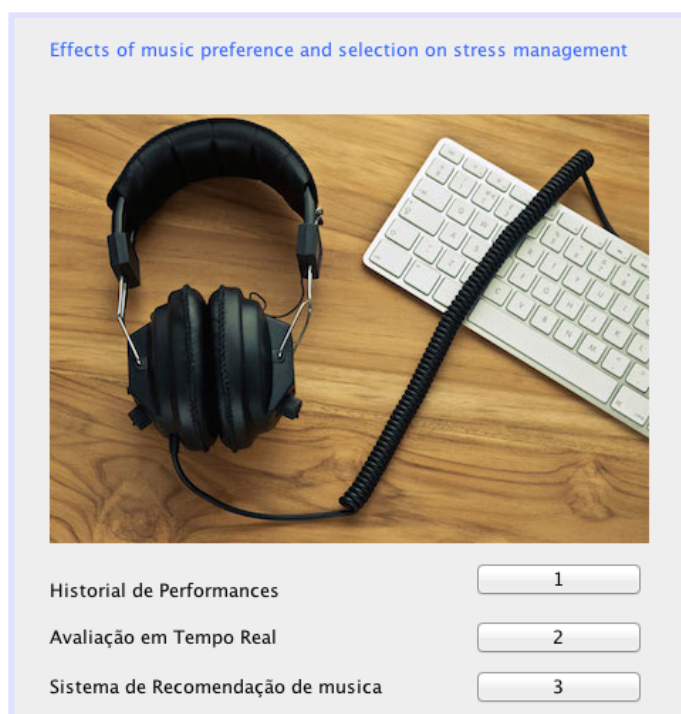 Effects of music preference and selection on stress management
Historial de Performances 1
Avaliação em Tempo Real 2
Sistema de Recomendação de musica 3